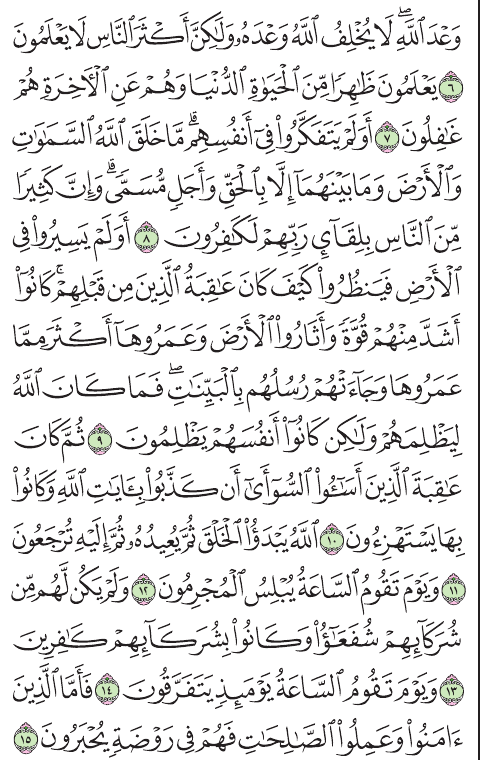 وَعْدَ ٱللَّهِۖ لَا يُخْلِفُ ٱللَّهُ وَعْدَهُۥ وَلَٰكِنَّ أَكْثَرَ ٱلنَّاسِ لَا يَعْلَمُونَ
٦ يَعْلَمُونَ ظَٰهِرًا مِّنَ ٱلْحَيَوٰةِ ٱلدُّنْيَا وَهُمْ عَنِ ٱلْءَاخِرَةِ هُمْ
غَٰفِلُونَ ٧ أَوَلَمْ يَتَفَكَّرُوا۟ فِىٓ أَنفُسِهِمۗ مَّا خَلَقَ ٱللَّهُ ٱلسَّمَٰوَٰتِ
وَٱلْأَرْضَ وَمَا بَيْنَهُمَآ إِلَّا بِٱلْحَقِّ وَأَجَلٍ مُّسَمًّىۗ وَإِنَّ كَثِيرًا
مِّنَ ٱلنَّاسِ بِلِقَآئِ رَبِّهِمْ لَكَٰفِرُونَ ٨ أَوَلَمْ يَسِيرُوا۟ فِى
ٱلْأَرْضِ فَيَنظُرُوا۟ كَيْفَ كَانَ عَٰقِبَةُ ٱلَّذِينَ مِن قَبْلِهِمْۚ كَانُوٓا۟
أَشَدَّ مِنْهُمْ قُوَّةً وَأَثَارُوا۟ ٱلْأَرْضَ وَعَمَرُوهَآ أَكْثَرَ مِمَّا
عَمَرُوهَا وَجَآءَتْهُمْ رُسُلُهُم بِٱلْبَيِّنَٰتِۖ فَمَا كَانَ ٱللَّهُ
لِيَظْلِمَهُمْ وَلَٰكِن كَانُوٓا۟ أَنفُسَهُمْ يَظْلِمُونَ ٩ ثُمَّ كَانَ
عَٰقِبَةَ ٱلَّذِينَ أَسَٰٓـُٔوا۟ ٱلسُّوٓأَىٰٓ أَن كَذَّبُوا۟ بِـَٔايَٰتِ ٱللَّهِ وَكَانُوا۟
بِهَا يَسْتَهْزِءُونَ ١٠ ٱللَّهُ يَبْدَؤُا۟ ٱلْخَلْقَ ثُمَّ يُعِيدُهُۥ ثُمَّ إِلَيْهِ تُرْجَعُونَ
١١ وَيَوْمَ تَقُومُ ٱلسَّاعَةُ يُبْلِسُ ٱلْمُجْرِمُونَ ١٢ وَلَمْ يَكُن لَّهُم مِّن
شُرَكَآئِهِمْ شُفَعَٰٓؤُا۟ وَكَانُوا۟ بِشُرَكَآئِهِمْ كَٰفِرِينَ
١٣ وَيَوْمَ تَقُومُ ٱلسَّاعَةُ يَوْمَئِذٍ يَتَفَرَّقُونَ ١٤ فَأَمَّا ٱلَّذِينَ
ءَامَنُوا۟ وَعَمِلُوا۟ ٱلصَّٰلِحَٰتِ فَهُمْ فِى رَوْضَةٍ يُحْبَرُونَ ١٥